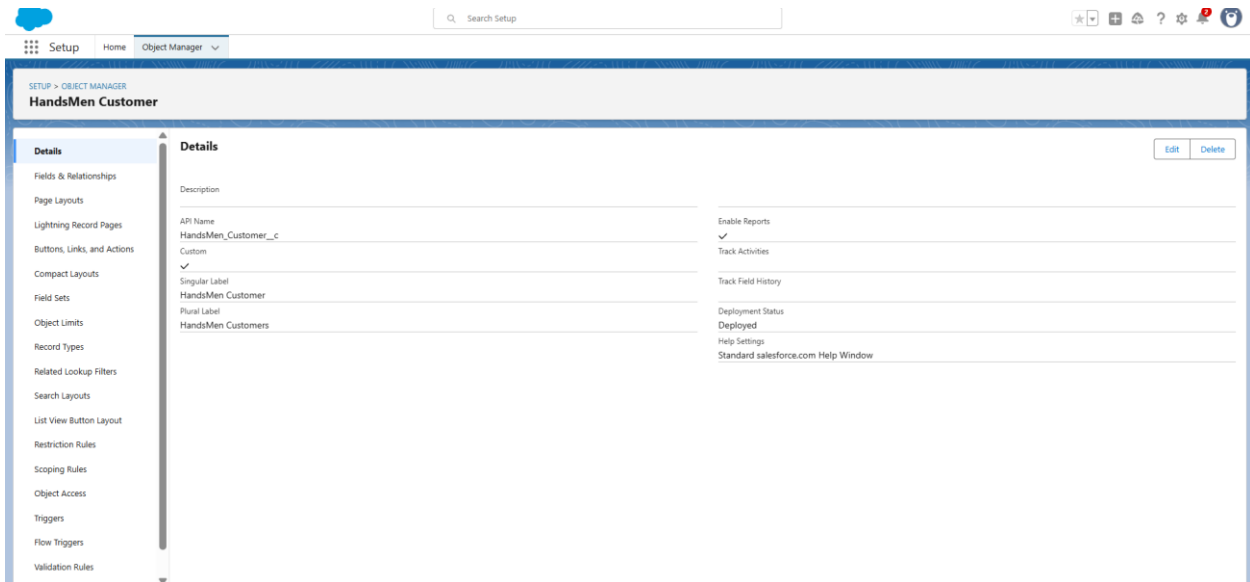 Search Setup
2
Setup
Home
Object Manager
SETUP > OBJECT MANAGER
HandsMen Customer
Details
Fields & Relationships
Page Layouts
Lightning Record Pages
Buttons, Links, and Actions
Compact Layouts
Field Sets
Object Limits
Record Types
Related Lookup Filters
Search Layouts
List View Button Layout
Restriction Rules
Scoping Rules
Object Access
Triggers
Flow Triggers
Validation Rules
Details
Edit
Delete
Description
API Name
HandsMen_Customer__c
Custom
Singular Label
HandsMen Customer
Plural Label
HandsMen Customers
Enable Reports
Track Activities
Track Field History
Deployment Status
Deployed
Help Settings
Standard salesforce.com Help Window